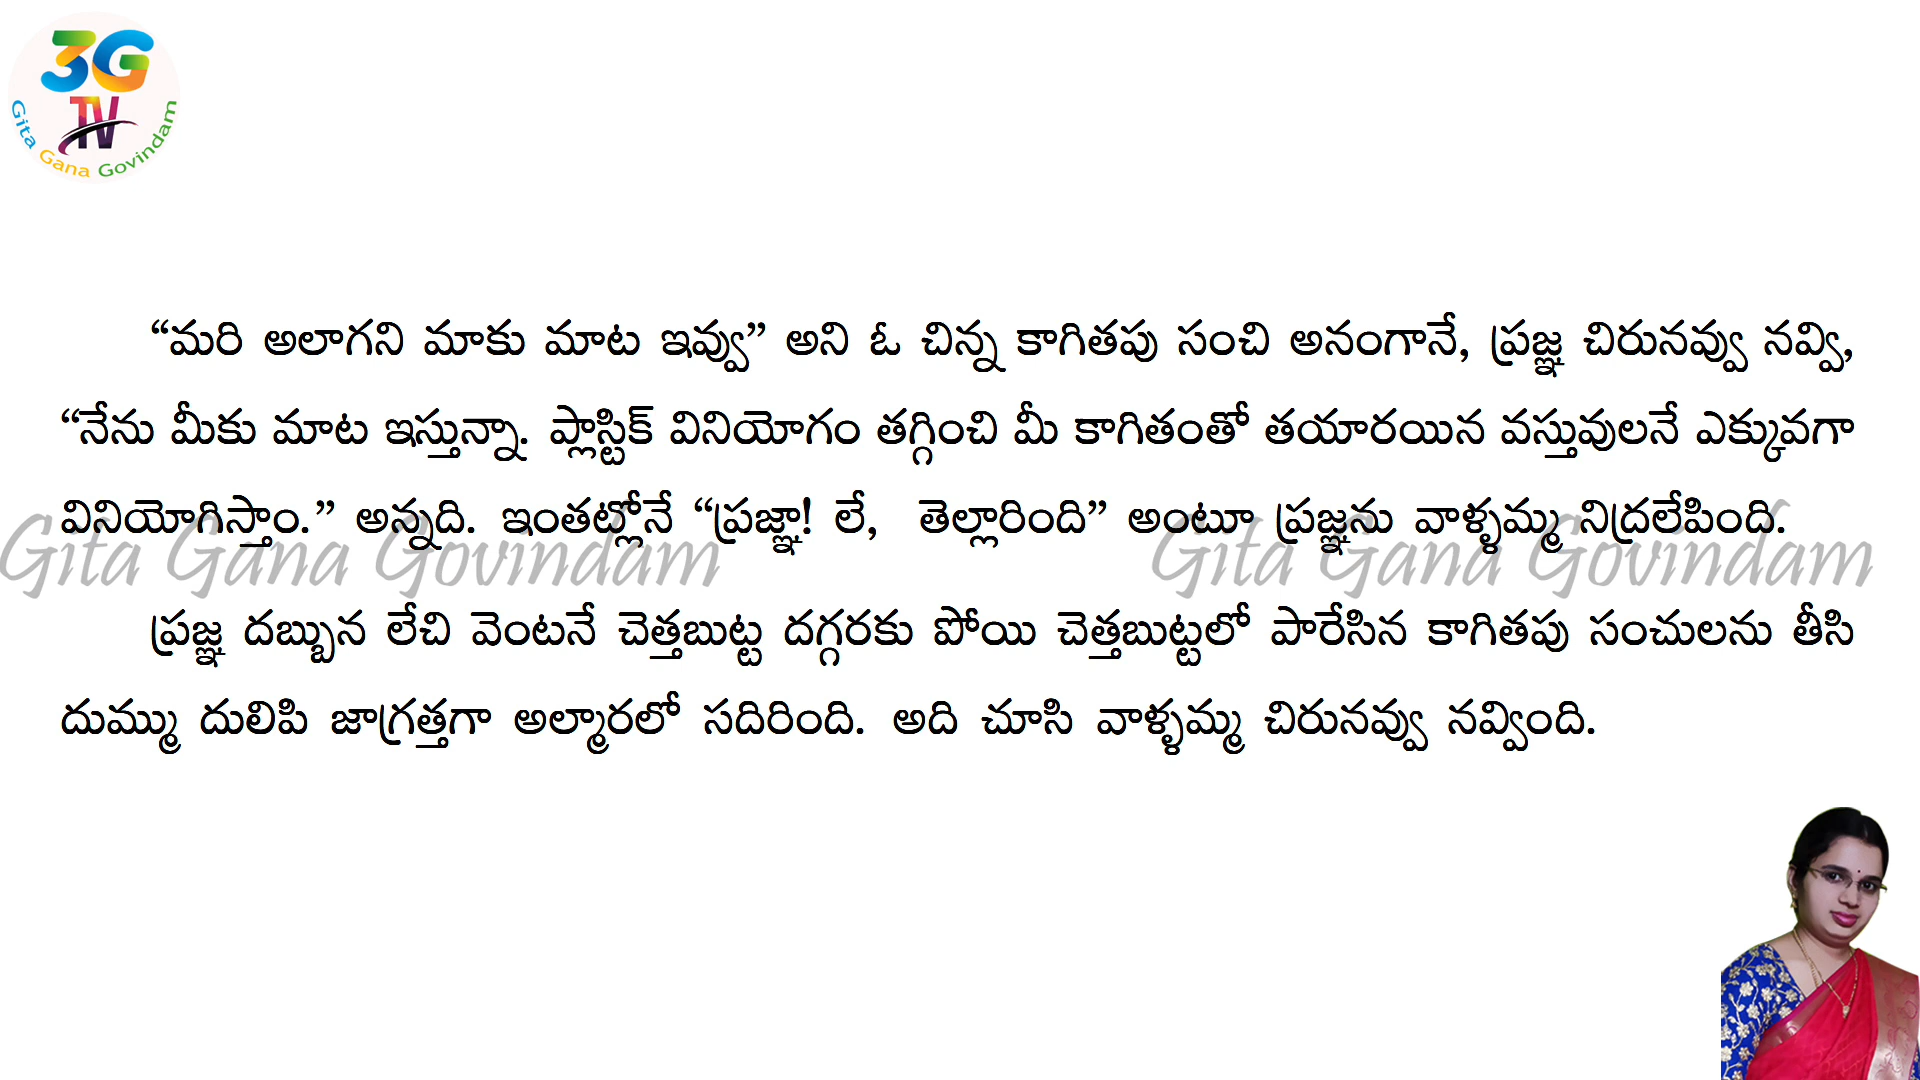 3G
TV
Gita Gana Govindam
“మరి అలాగని మాకు మాట ఇవ్వు” అని ఓ చిన్న కాగితపు సంచి అనంగానే, ప్రజ్ఞ చిరునవ్వు నవ్వి,
“నేను మీకు మాట ఇస్తున్నా. ప్లాస్టిక్ వినియోగం తగ్గించి మీ కాగితంతో తయారయిన వస్తువులనే ఎక్కువగా
వినియోగిస్తాం.” అన్నది. ఇంతట్లోనే “ప్రజ్ఞా! లే, తెల్లారింది” అంటూ ప్రజ్ఞను వాళ్ళమ్మ నిద్రలేపింది.
Gita Gana Govindam Gita Gana Govindam
ప్రజ్ఞ దబ్బున లేచి వెంటనే చెత్తబుట్ట దగ్గరకు పోయి చెత్తబుట్టలో పారేసిన కాగితపు సంచులను తీసి
దుమ్ము దులిపి జాగ్రత్తగా అల్మారలో సదిరింది. అది చూసి వాళ్ళమ్మ చిరునవ్వు నవ్వింది.